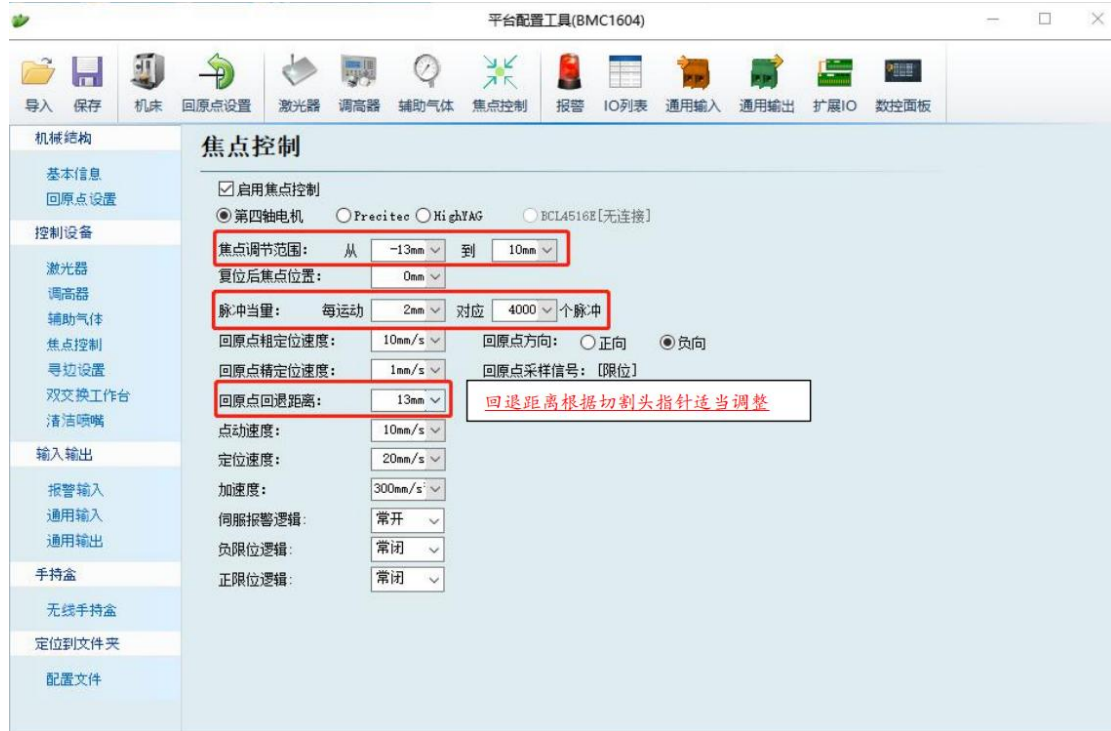 平台配置工具(BMC1604)
导入 保存 机床 回原点设置 激光器 调高器 辅助气体 焦点控制 报警 IO列表 通用输入 通用输出 扩展IO 数控面板
机械结构
基本信息
回原点设置
控制设备
激光器
调高器
辅助气体
焦点控制
寻边设置
双交换工作台
清洁喷嘴
输入输出
报警输入
通用输入
通用输出
手持盒
无线手持盒
定位到文件夹
配置文件
焦点控制
启用焦点控制
第四轴电机 Precitec HighYAG BCL4516E[无连接]
焦点调节范围: 从 -13mm 到 10mm
复位后焦点位置: 0mm
脉冲当量: 每运动 2mm 对应 4000 个脉冲
回原点粗定位速度: 10mm/s 回原点方向: 正向 负向
回原点精定位速度: 1mm/s 回原点采样信号: [限位]
回原点回退距离: 13mm 回退距离根据切割头指针适当调整
点动速度: 10mm/s
定位速度: 20mm/s
加速度: 300mm/s
伺服报警逻辑: 常开
负限位逻辑: 常闭
正限位逻辑: 常闭